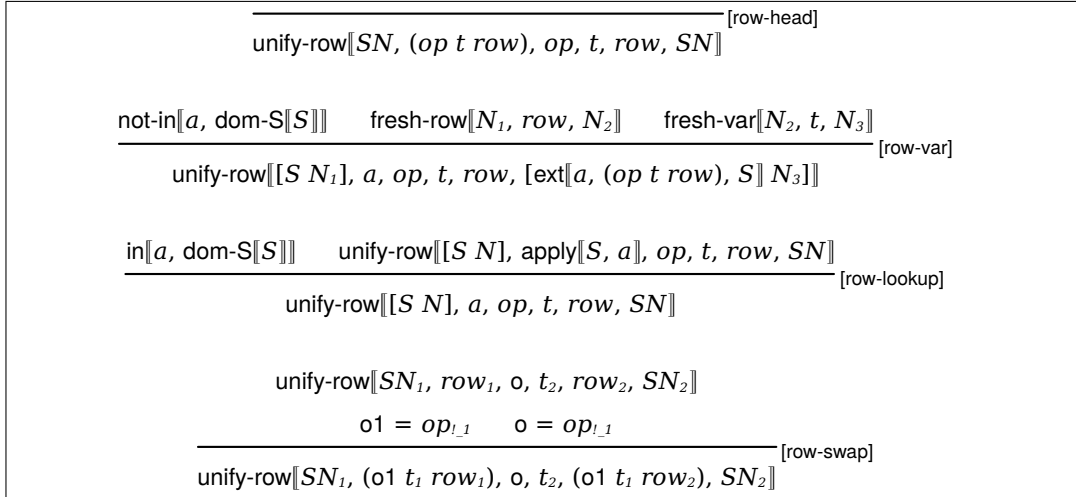 [row-head]
unify-row⟦SN, (op t row), op, t, row, SN⟧
not-in⟦a, dom-S⟦S⟧⟧ fresh-row⟦N₁, row, N₂⟧ fresh-var⟦N₂, t, N₃⟧
[row-var]
unify-row⟦[S N₁], a, op, t, row, [ext⟦a, (op t row), S⟧ N₃]⟧
in⟦a, dom-S⟦S⟧⟧ unify-row⟦[S N], apply⟦S, a⟧, op, t, row, SN⟧
[row-lookup]
unify-row⟦[S N], a, op, t, row, SN⟧
unify-row⟦SN₁, row₁, o, t₂, row₂, SN₂⟧
o1 = op!_1 o = op!_1
[row-swap]
unify-row⟦SN₁, (o1 t₁ row₁), o, t₂, (o1 t₁ row₂), SN₂⟧